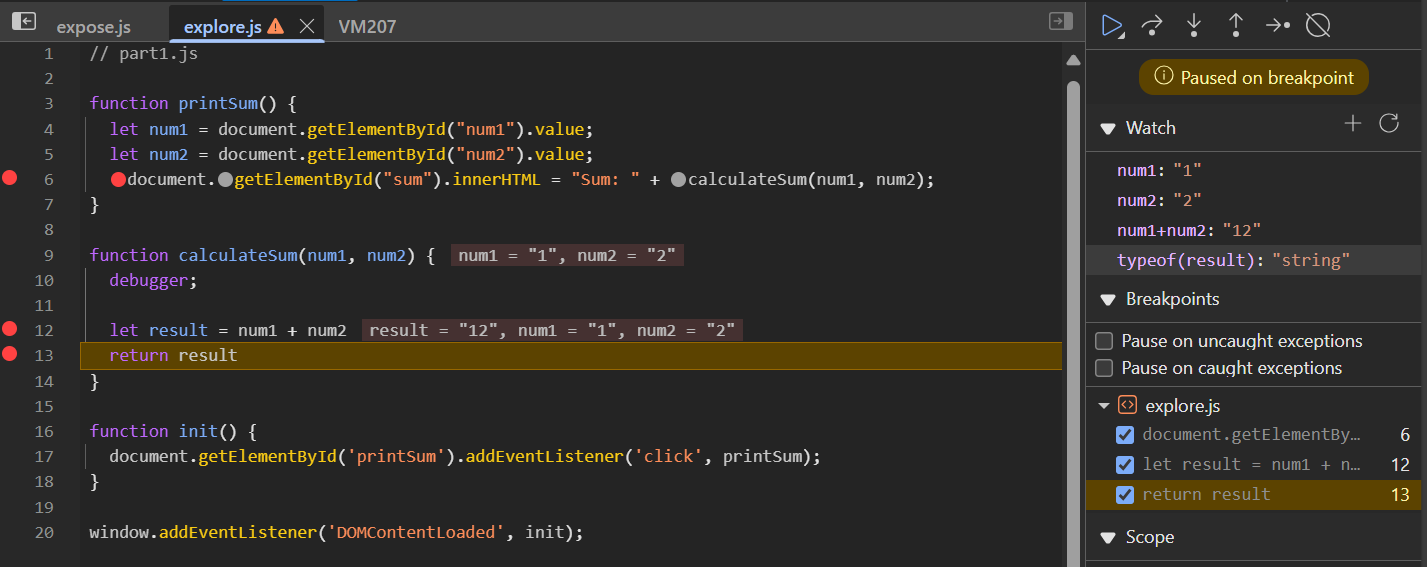 expose.js explore.js VM207
1 // part1.js
2
3 function printSum() {
4 let num1 = document.getElementById("num1").value;
5 let num2 = document.getElementById("num2").value;
6 document.getElementById("sum").innerHTML = "Sum: " + calculateSum(num1, num2);
7 }
8
9 function calculateSum(num1, num2) { num1 = "1", num2 = "2"
10 debugger;
11
12 let result = num1 + num2 result = "12", num1 = "1", num2 = "2"
13 return result
14 }
15
16 function init() {
17 document.getElementById('printSum').addEventListener('click', printSum);
18 }
19
20 window.addEventListener('DOMContentLoaded', init);
Paused on breakpoint
Watch
num1: "1"
num2: "2"
num1+num2: "12"
typeof(result): "string"
Breakpoints
Pause on uncaught exceptions
Pause on caught exceptions
explore.js
document.getElementBy… 6
let result = num1 + n… 12
return result 13
Scope